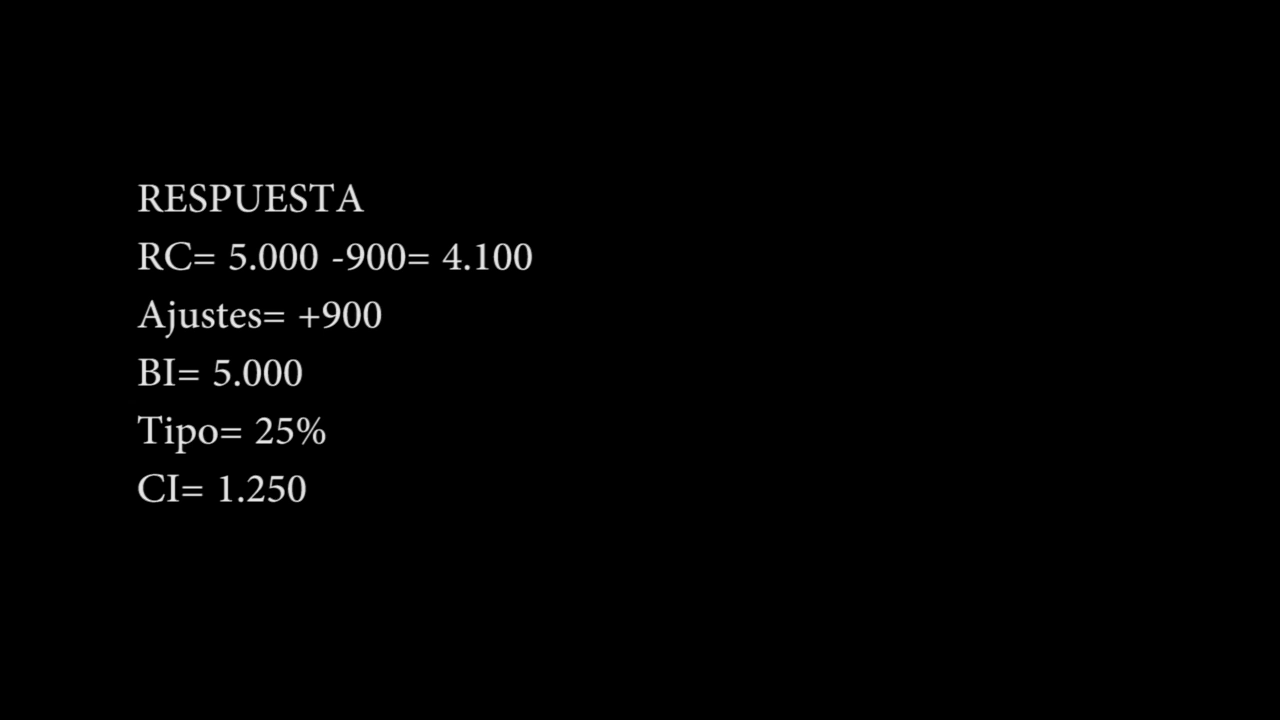 RESPUESTA
RC= 5.000 -900= 4.100
Ajustes= +900
BI= 5.000
Tipo= 25%
CI= 1.250